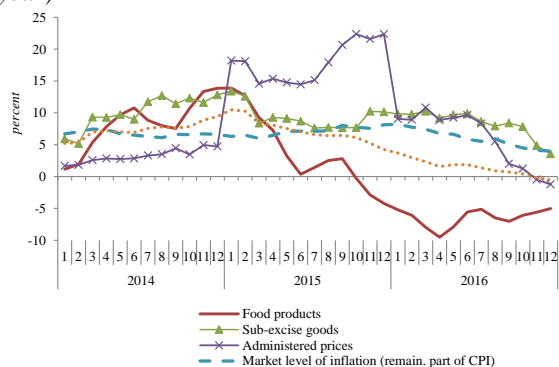 25
20
15
10
5
0
-5
-10
percent
1 2 3 4 5 6 7 8 9 10 11 12 1 2 3 4 5 6 7 8 9 10 11 12 1 2 3 4 5 6 7 8 9 10 11 12
2014 2015 2016
Food products
Sub-excise goods
Administered prices
Market level of inflation (remain. part of CPI)